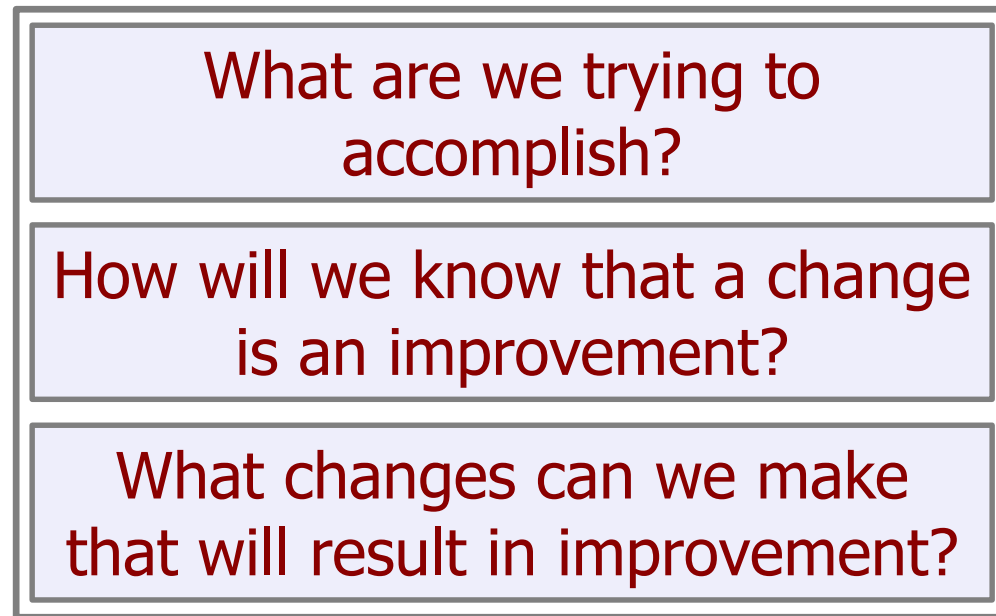 What are we trying to
accomplish?
How will we know that a change
is an improvement?
What changes can we make
that will result in improvement?